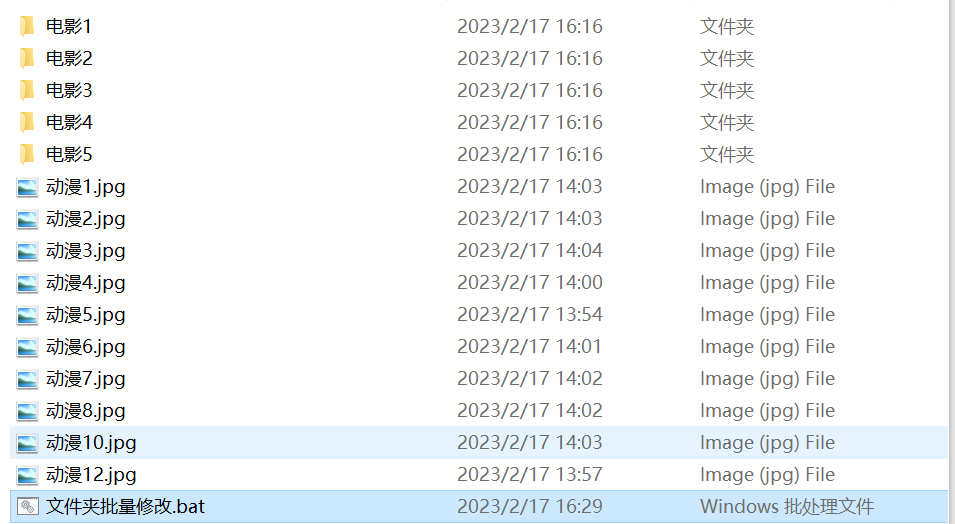 电影1 2023/2/17 16:16 文件夹
电影2 2023/2/17 16:16 文件夹
电影3 2023/2/17 16:16 文件夹
电影4 2023/2/17 16:16 文件夹
电影5 2023/2/17 16:16 文件夹
动漫1.jpg 2023/2/17 14:03 Image (jpg) File
动漫2.jpg 2023/2/17 14:03 Image (jpg) File
动漫3.jpg 2023/2/17 14:04 Image (jpg) File
动漫4.jpg 2023/2/17 14:00 Image (jpg) File
动漫5.jpg 2023/2/17 13:54 Image (jpg) File
动漫6.jpg 2023/2/17 14:01 Image (jpg) File
动漫7.jpg 2023/2/17 14:02 Image (jpg) File
动漫8.jpg 2023/2/17 14:02 Image (jpg) File
动漫10.jpg 2023/2/17 14:03 Image (jpg) File
动漫12.jpg 2023/2/17 13:57 Image (jpg) File
文件夹批量修改.bat 2023/2/17 16:29 Windows 批处理文件